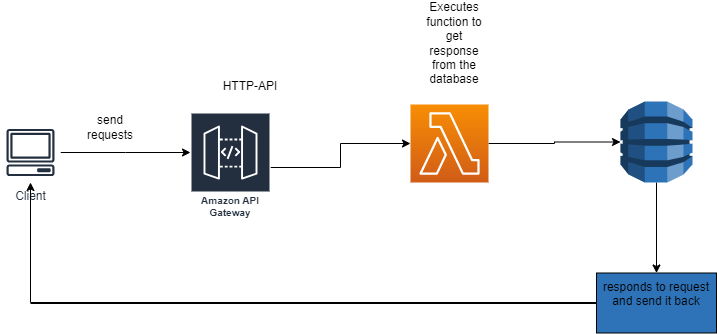 Executes
function to
get
response
from the
database
HTTP-API
send
requests
Client
Amazon API
Gateway
responds to request
and send it back